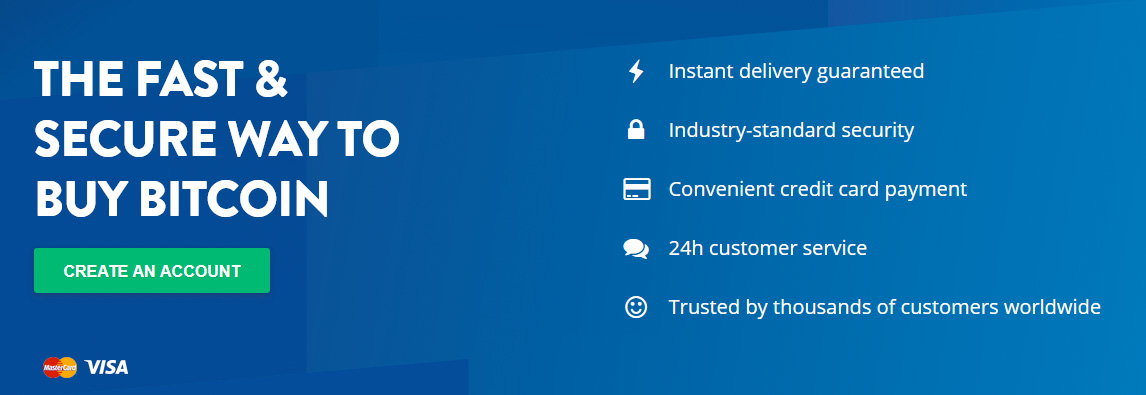 THE FAST &
SECURE WAY TO
BUY BITCOIN
CREATE AN ACCOUNT
MasterCard VISA
Instant delivery guaranteed
Industry-standard security
Convenient credit card payment
24h customer service
Trusted by thousands of customers worldwide